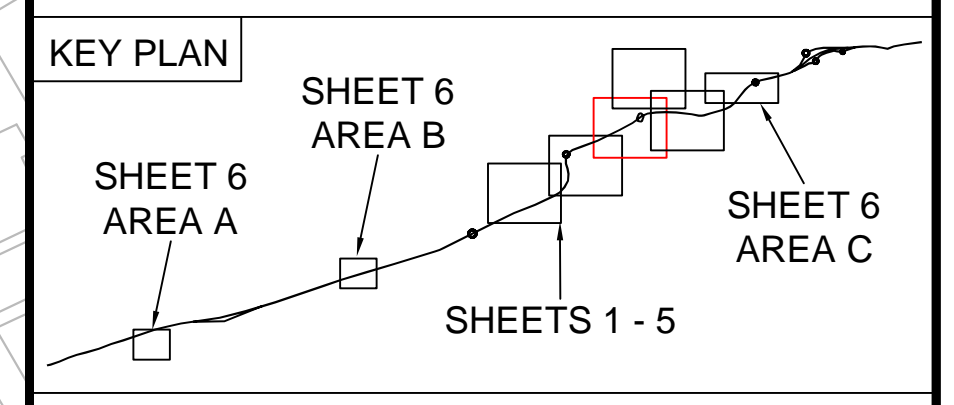 KEY PLAN
SHEET 6
AREA B
SHEET 6
AREA A
SHEET 6
AREA C
SHEETS 1 - 5